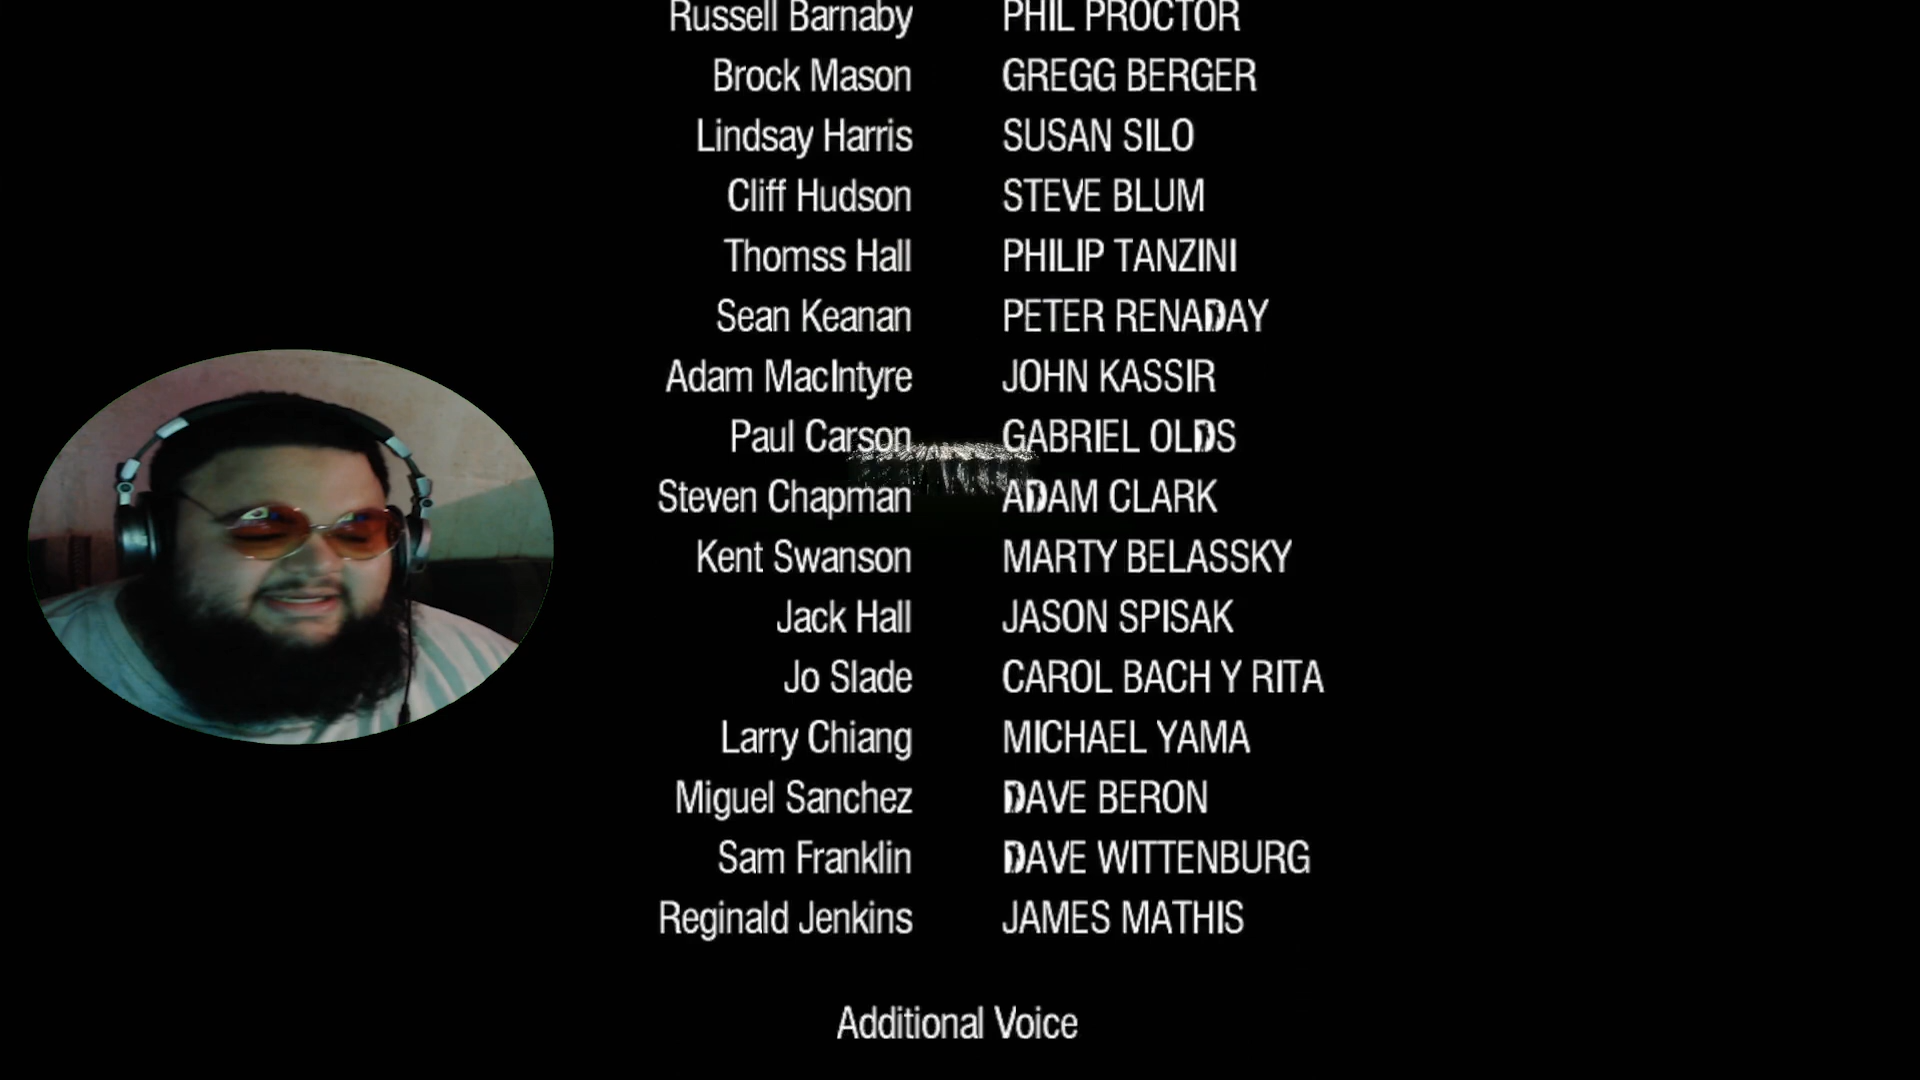 Russell Barnaby PHIL PROCTOR
Brock Mason GREGG BERGER
Lindsay Harris SUSAN SILO
Cliff Hudson STEVE BLUM
Thomss Hall PHILIP TANZINI
Sean Keanan PETER RENADAY
Adam MacIntyre JOHN KASSIR
Paul Carson GABRIEL OLDS
Steven Chapman ADAM CLARK
Kent Swanson MARTY BELASSKY
Jack Hall JASON SPISAK
Jo Slade CAROL BACH Y RITA
Larry Chiang MICHAEL YAMA
Miguel Sanchez DAVE BERON
Sam Franklin DAVE WITTENBURG
Reginald Jenkins JAMES MATHIS
Additional Voice